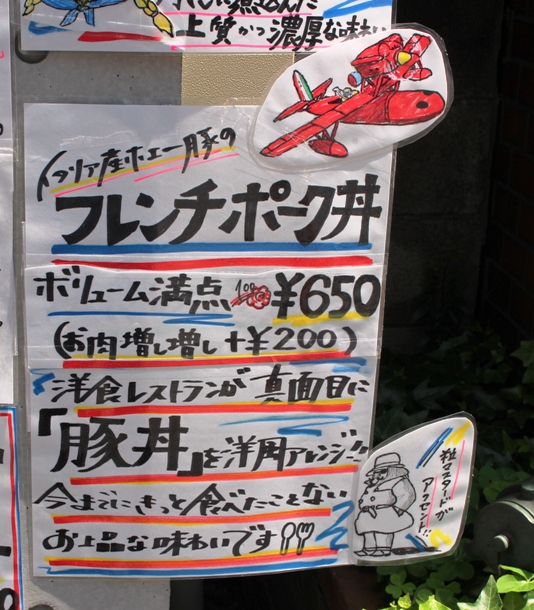 上質かつ濃厚な味わい
イタリア産ホエー豚の
フレンチポーク丼
ボリューム満点 ¥650
(お肉増し増し+¥200)
洋食レストランが真面目に
「豚丼」を洋風アレンジ!!
今までにきっと食べたことない
お上品な味わいです
粒マスタードが
アクセント!!